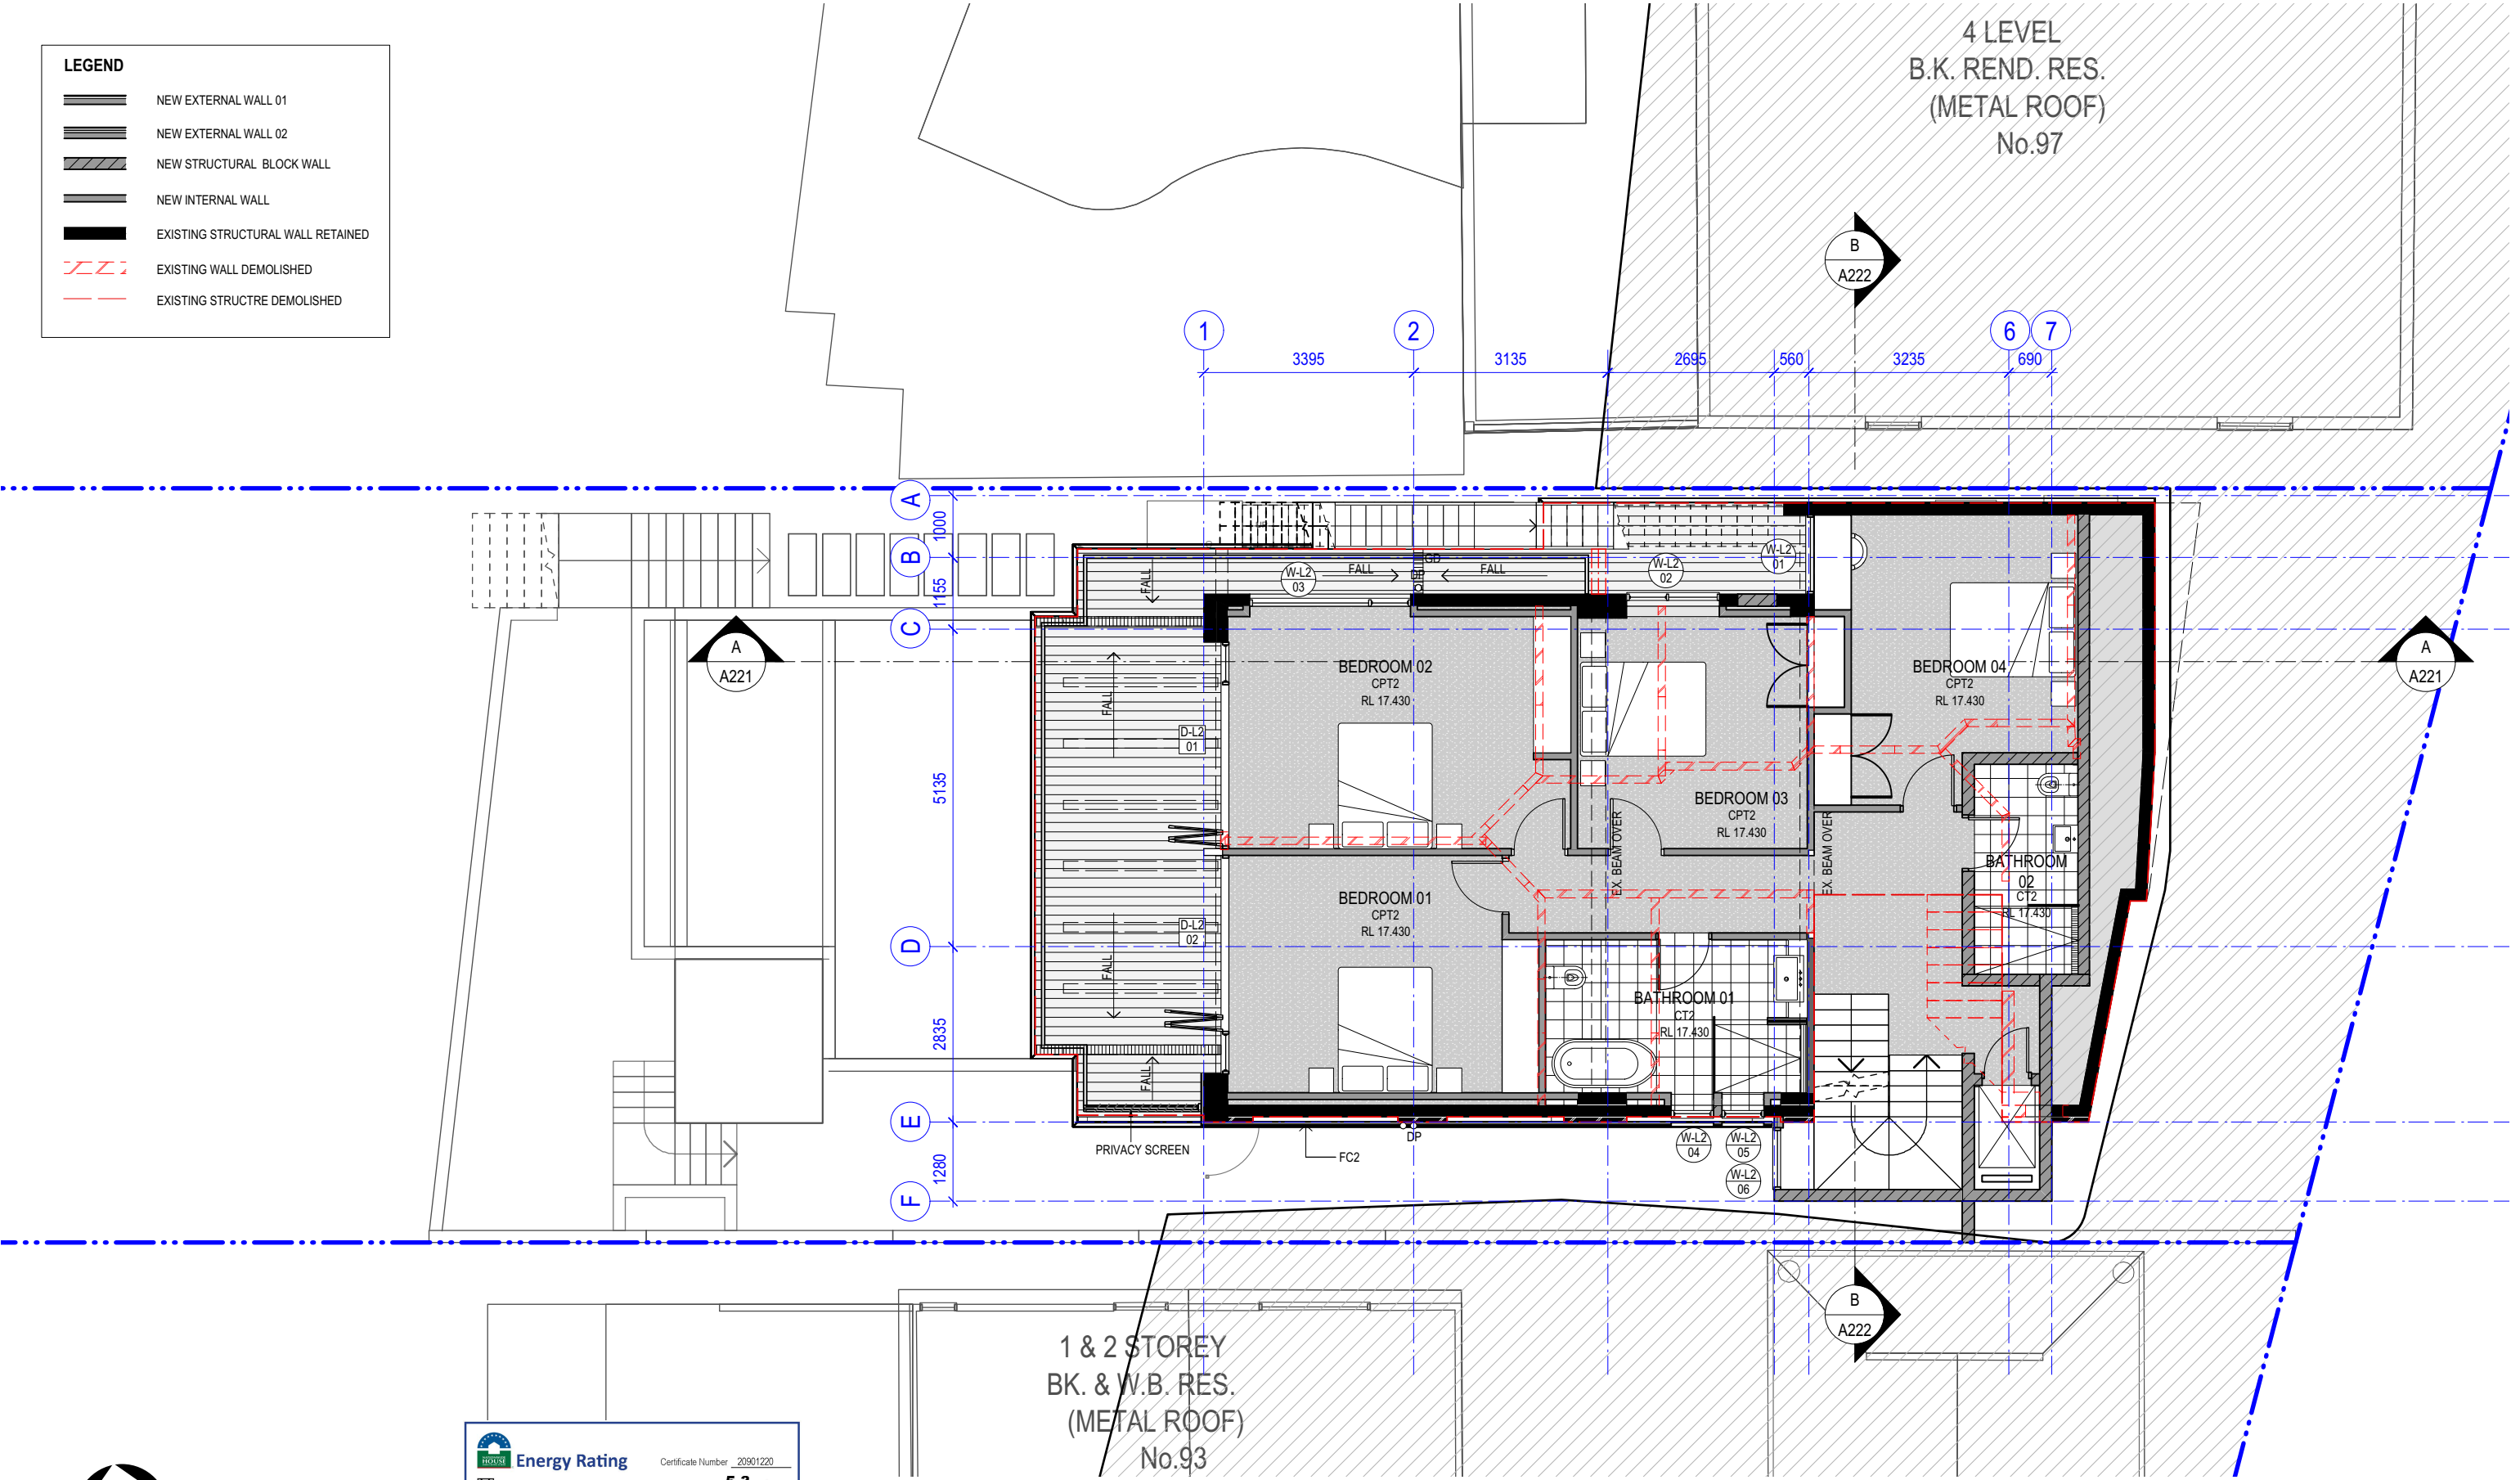 LEGEND
NEW EXTERNAL WALL 01
NEW EXTERNAL WALL 02
NEW STRUCTURAL BLOCK WALL
NEW INTERNAL WALL
EXISTING STRUCTURAL WALL RETAINED
EXISTING WALL DEMOLISHED
EXISTING STRUCTRE DEMOLISHED
4 LEVEL
B.K. REND. RES.
(METAL ROOF)
No.97
B
A222
1
2
6
7
3395
3135
2695
560
3235
690
A
B
C
D
E
F
1000
1155
5135
2835
1280
A
A221
A
A221
FALL
FALL
FALL
GD
DP
W-L2
03
W-L2
02
W-L2
01
FALL
FALL
FALL
D-L2
01
D-L2
02
BEDROOM 02
CPT2
RL 17.430
BEDROOM 04
CPT2
RL 17.430
BEDROOM 03
CPT2
RL 17.430
EX. BEAM OVER
EX. BEAM OVER
BEDROOM 01
CPT2
RL 17.430
BATHROOM
02
CT2
RL 17.430
BATHROOM 01
CT2
RL 17.430
PRIVACY SCREEN
FC2
DP
W-L2
04
W-L2
05
W-L2
06
B
A222
1 & 2 STOREY
BK. & W.B. RES.
(METAL ROOF)
No.93
HOUSE
Energy Rating
Certificate Number 20901220